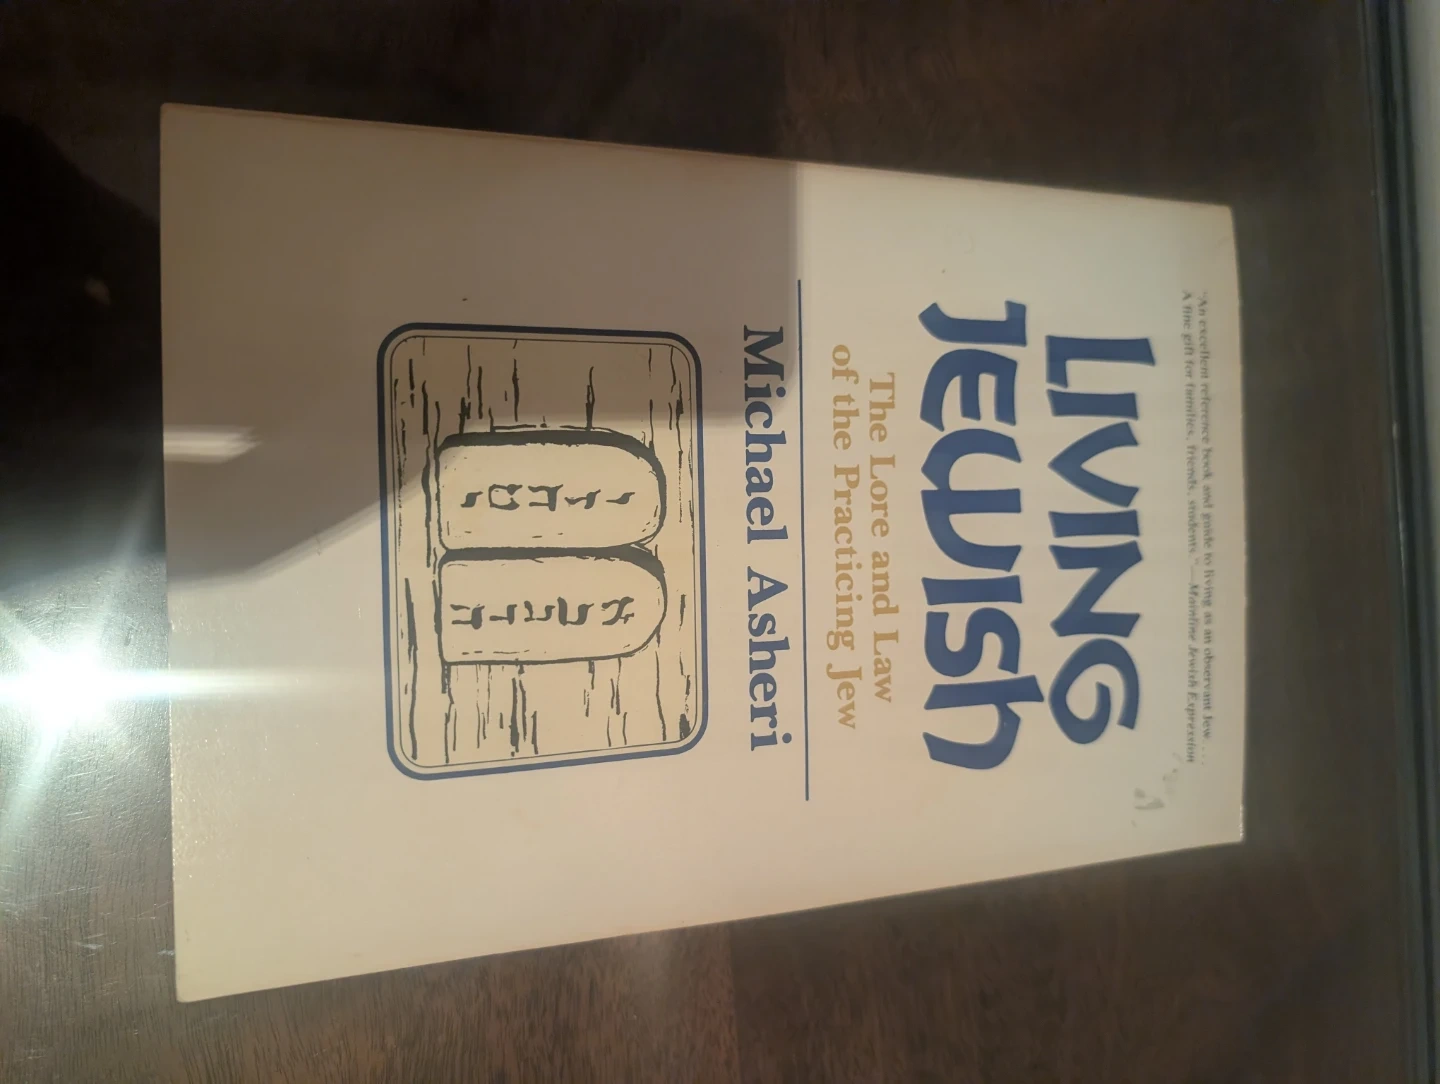 "An excellent reference book and guide to living as an observant Jew . . .
A fine gift for families, friends, students."—Mainline Jewish Expression
LIVING
JEWISH
The Lore and Law
of the Practicing Jew
Michael Asheri